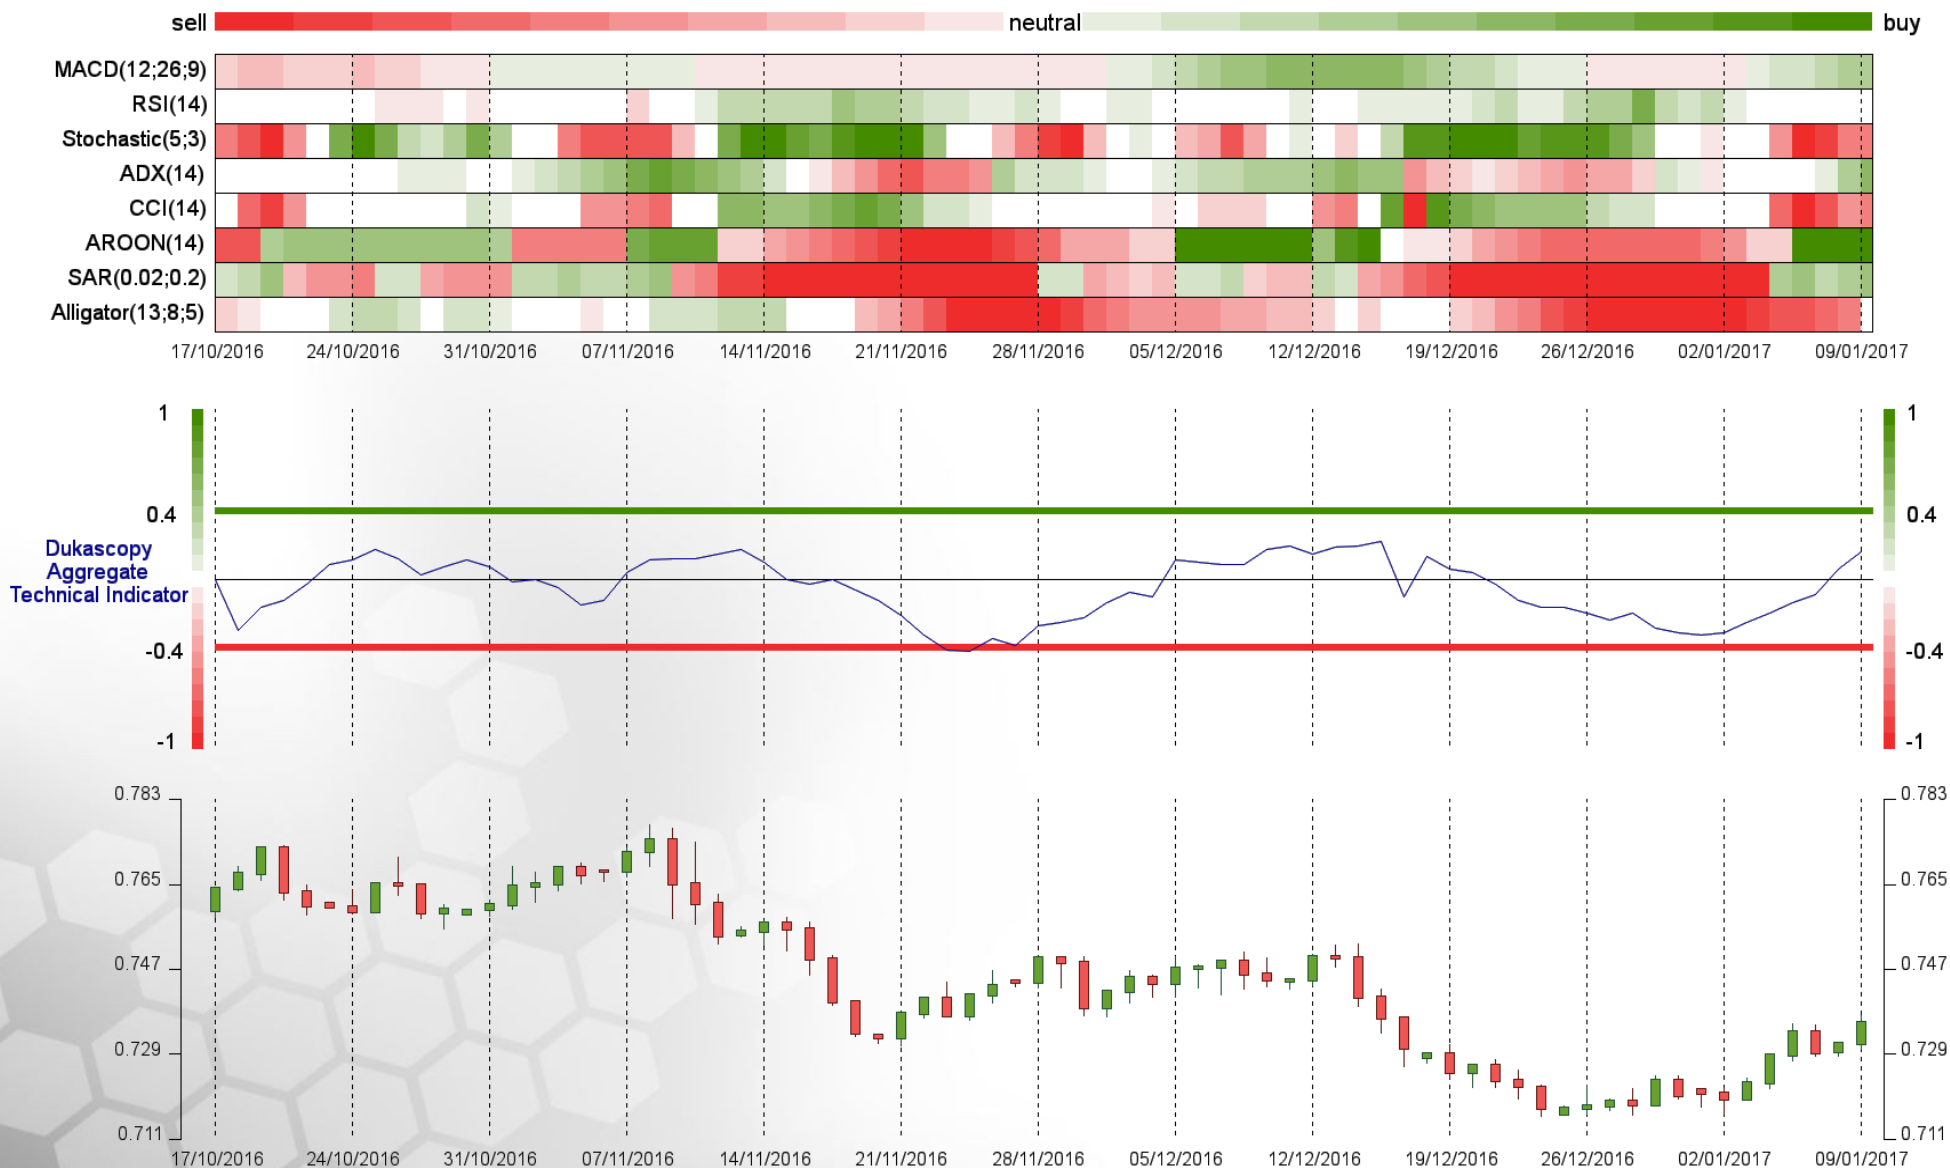 sell neutral buy
MACD(12;26;9)
RSI(14)
Stochastic(5;3)
ADX(14)
CCI(14)
AROON(14)
SAR(0.02;0.2)
Alligator(13;8;5)
17/10/2016 24/10/2016 31/10/2016 07/11/2016 14/11/2016 21/11/2016 28/11/2016 05/12/2016 12/12/2016 19/12/2016 26/12/2016 02/01/2017 09/01/2017
1 1
0.4 0.4
Dukascopy
Aggregate
Technical Indicator
-0.4 -0.4
-1 -1
0.783 0.783
0.765 0.765
0.747 0.747
0.729 0.729
0.711 0.711
17/10/2016 24/10/2016 31/10/2016 07/11/2016 14/11/2016 21/11/2016 28/11/2016 05/12/2016 12/12/2016 19/12/2016 26/12/2016 02/01/2017 09/01/2017